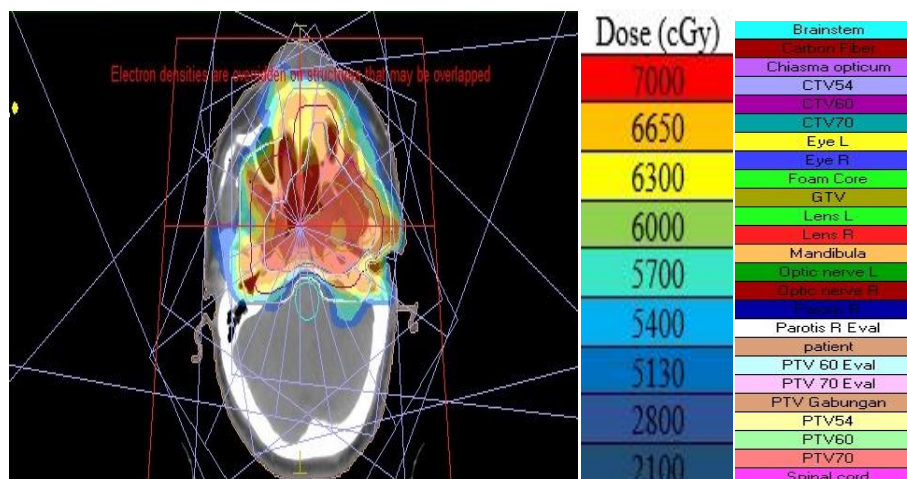 Electron densities are overriden on structures that may be overlapped
Dose (cGy)
7000
6650
6300
6000
5700
5400
5130
2800
2100
Brainstem
Carbon Fiber
Chiasma opticum
CTV54
CTV60
CTV70
Eye L
Eye R
Foam Core
GTV
Lens L
Lens R
Mandibula
Optic nerve L
Optic nerve R
Parotis R
Parotis R Eval
patient
PTV 60 Eval
PTV 70 Eval
PTV Gabungan
PTV54
PTV60
PTV70
Spinal cord